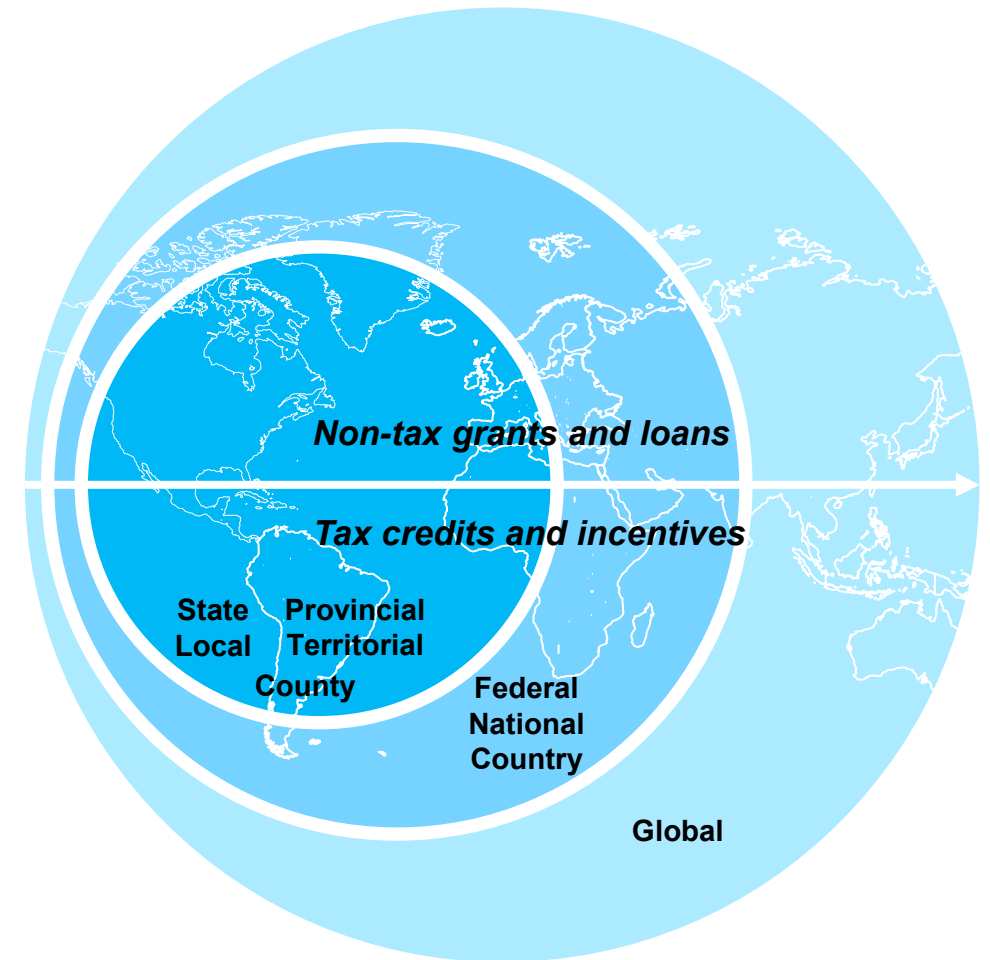 Non-tax grants and loans
Tax credits and incentives
State
Local
Provincial
Territorial
County
Federal
National
Country
Global